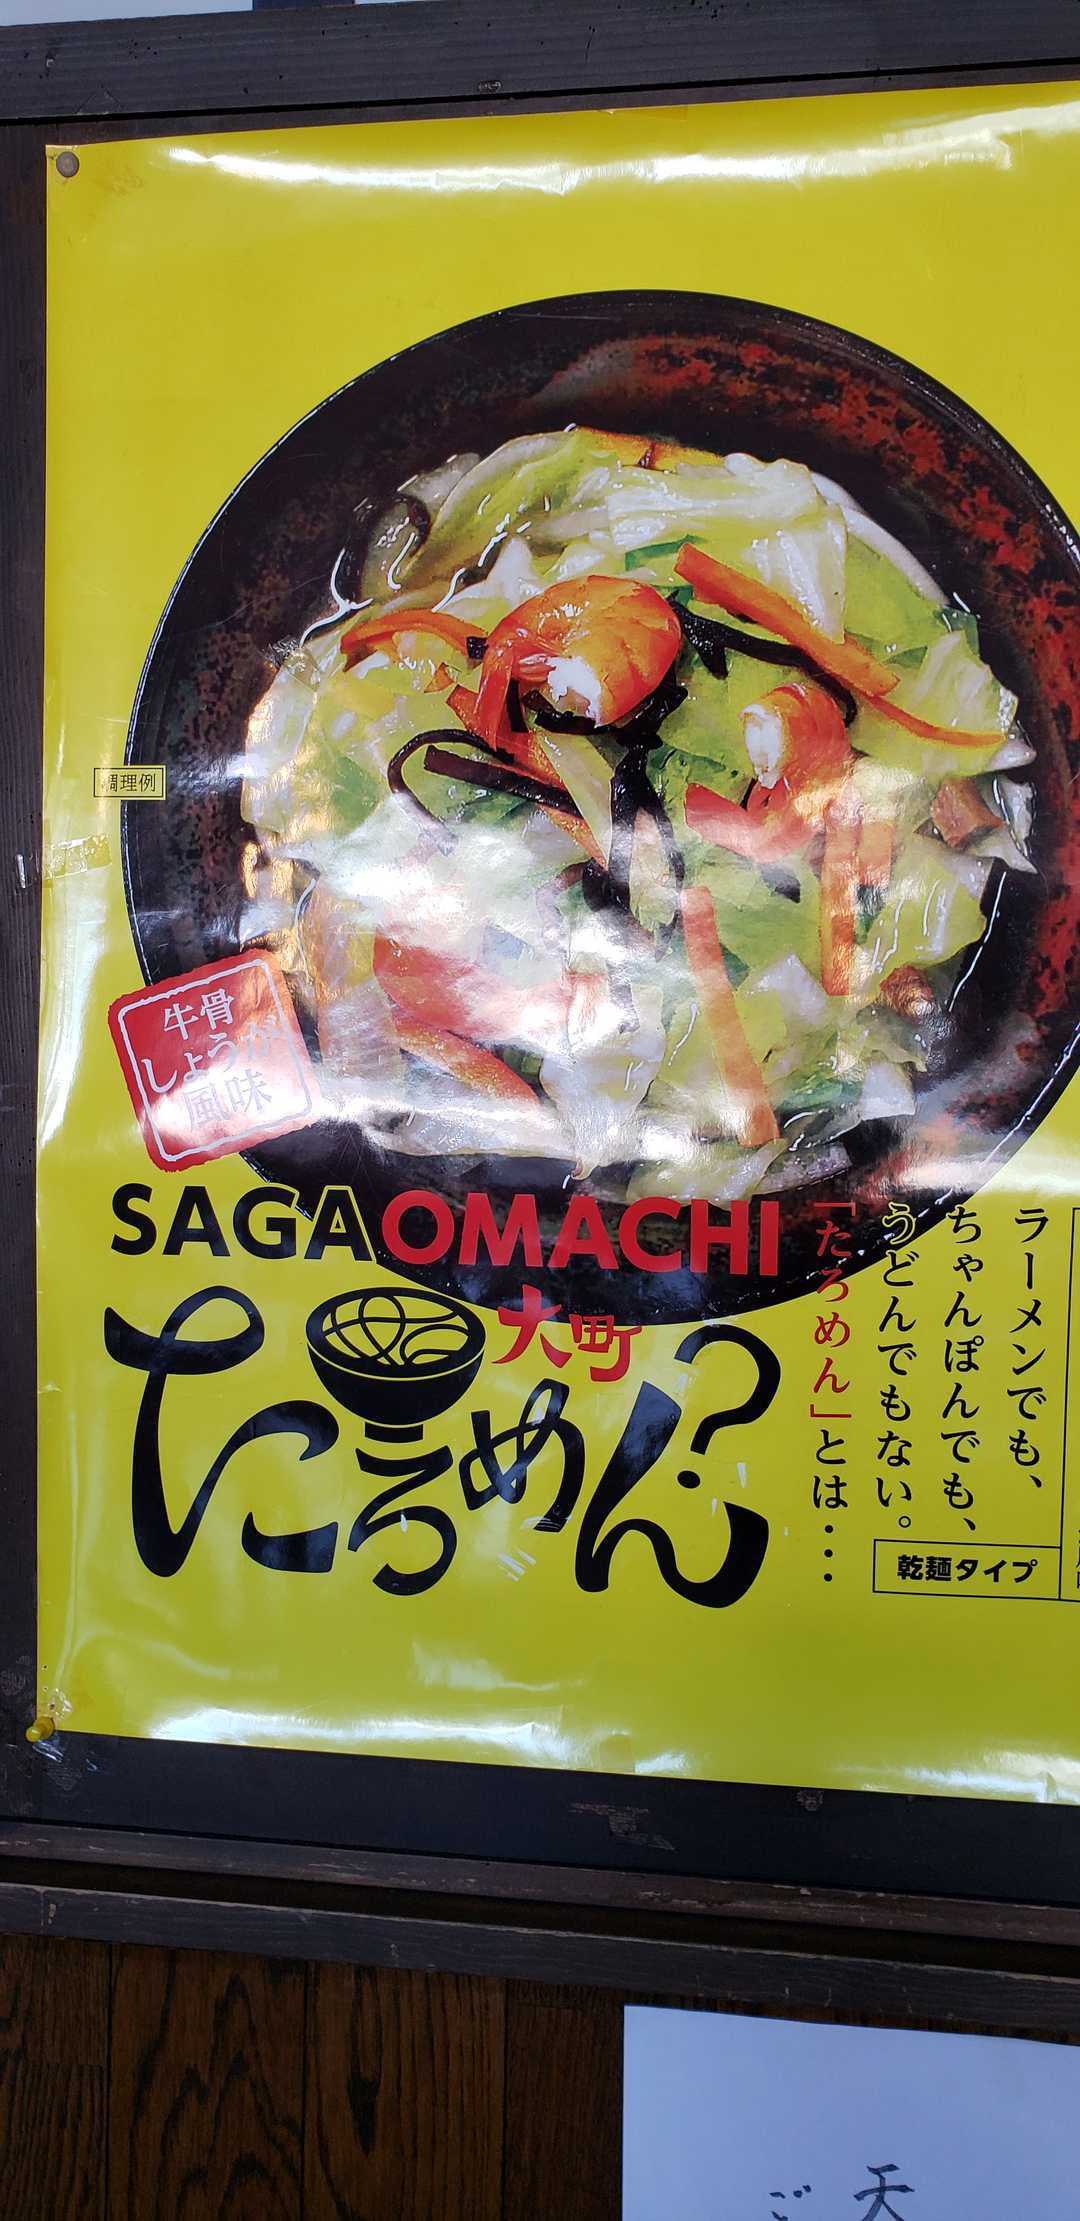 調理例
牛骨
しょうが
風味
SAGAOMACHI
大町
たろめん?
ラーメンでも、
ちゃんぽんでも、
うどんでもない。
「たろめん」とは・・・
乾麺タイプ
天
ご